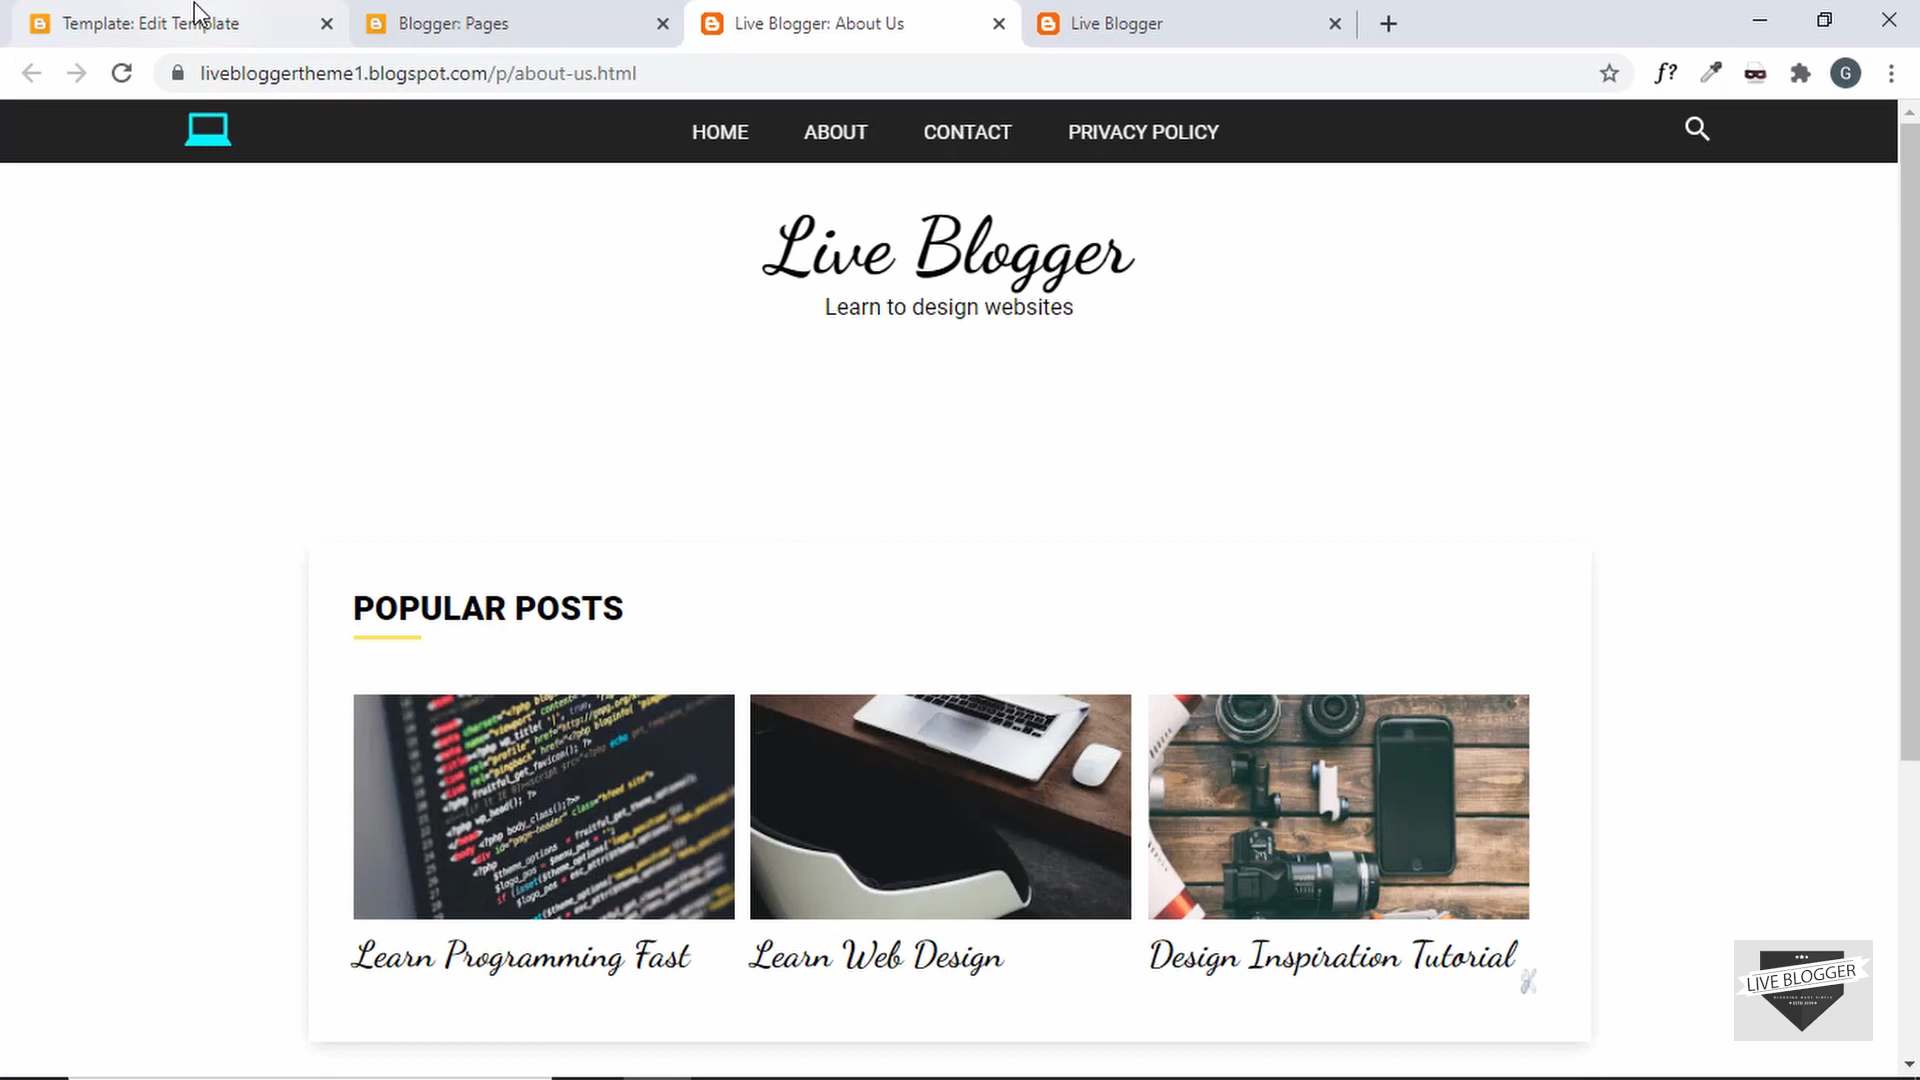 Template: Edit Template
Blogger: Pages
Live Blogger: About Us
Live Blogger
livebloggertheme1.blogspot.com/p/about-us.html
f?
G
HOME
ABOUT
CONTACT
PRIVACY POLICY
Live Blogger
Learn to design websites
POPULAR POSTS
Learn Programming Fast
Learn Web Design
Design Inspiration Tutorial
LIVE BLOGGER